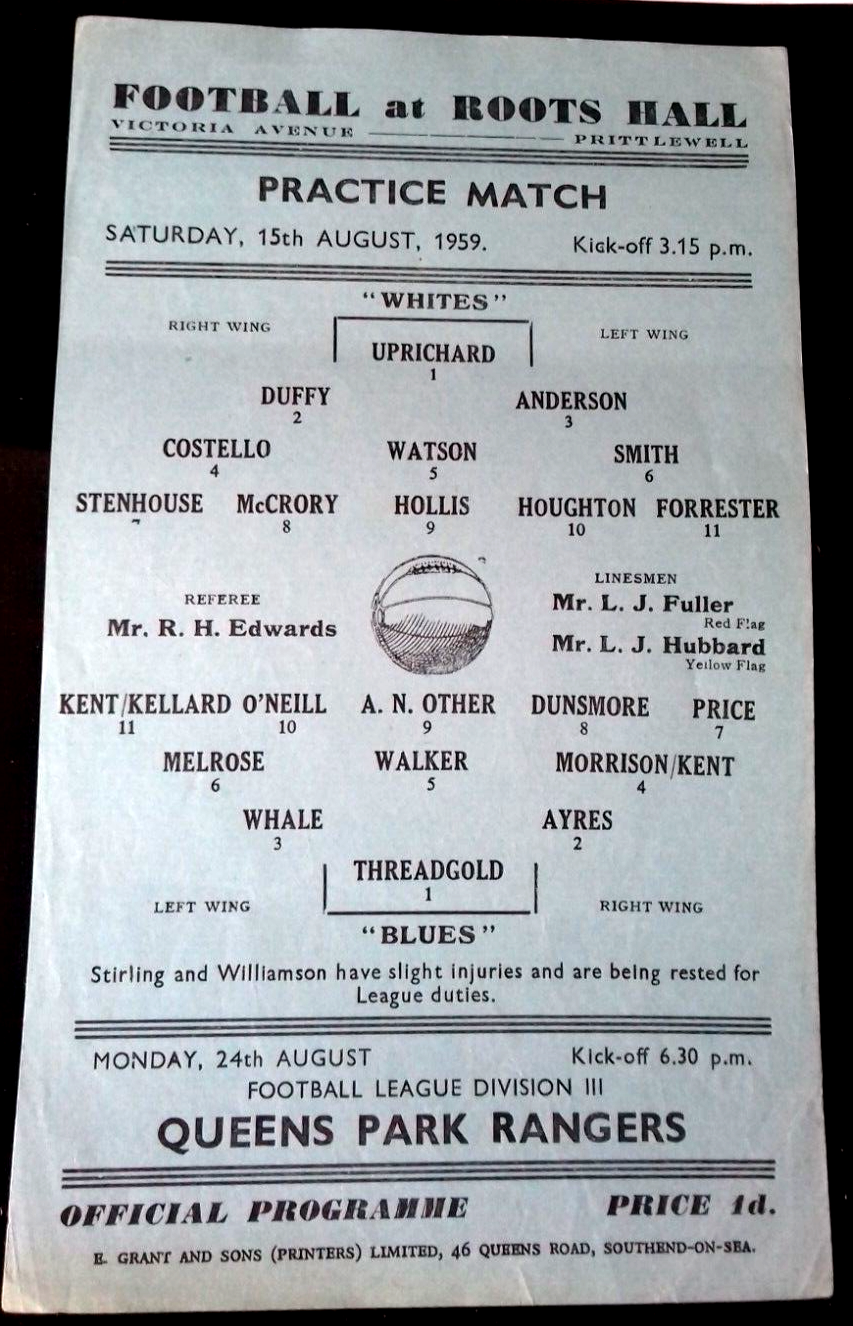 FOOTBALL at ROOTS HALL
VICTORIA AVENUE PRITTLEWELL
PRACTICE MATCH
SATURDAY, 15th AUGUST, 1959. Kick-off 3.15 p.m.
"WHITES"
RIGHT WING LEFT WING
UPRICHARD
1
DUFFY ANDERSON
2 3
COSTELLO WATSON SMITH
4 5 6
STENHOUSE McCRORY HOLLIS HOUGHTON FORRESTER
7 8 9 10 11
LINESMEN
REFEREE Mr. L. J. Fuller
Red Flag
Mr. R. H. Edwards Mr. L. J. Hubbard
Yellow Flag
KENT/KELLARD O'NEILL A. N. OTHER DUNSMORE PRICE
11 10 9 8 7
MELROSE WALKER MORRISON/KENT
6 5 4
WHALE AYRES
3 2
THREADGOLD
1
LEFT WING RIGHT WING
"BLUES"
Stirling and Williamson have slight injuries and are being rested for
League duties.
MONDAY, 24th AUGUST Kick-off 6.30 p.m.
FOOTBALL LEAGUE DIVISION III
QUEENS PARK RANGERS
OFFICIAL PROGRAMME PRICE 1d.
E. GRANT AND SONS (PRINTERS) LIMITED, 46 QUEENS ROAD, SOUTHEND-ON-SEA.